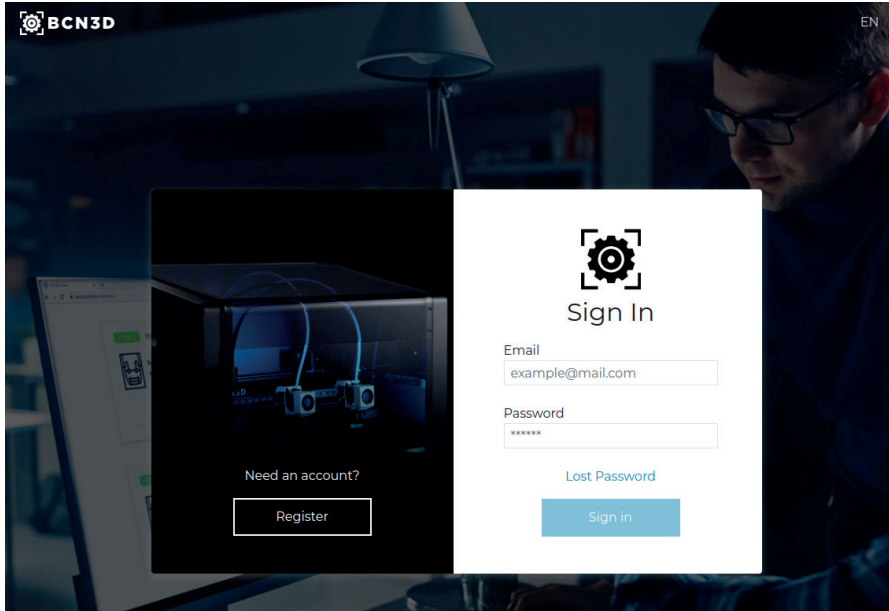 BCN3D
EN
Sign In
Email
example@mail.com
Password
******
Lost Password
Sign in
Need an account?
Register